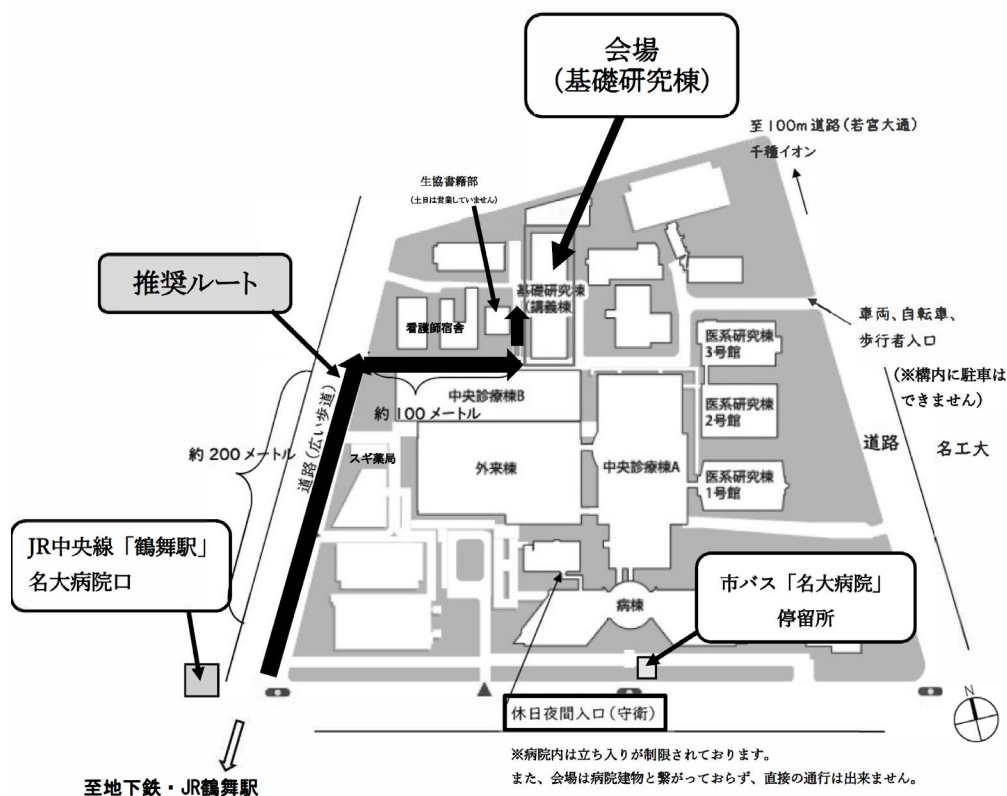 会場
(基礎研究棟)
至100m道路(若宮大通)
千種イオン
生協書籍部
(土日は営業していません)
推奨ルート
基礎研究棟
(講義棟
看護師宿舎
車両、自転車、
歩行者入口
(※構内に駐車は
できません)
医系研究棟
3号館
中央診療棟B
約100メートル
医系研究棟
2号館
道路
名工大
約200メートル
道路(広い歩道)
スギ薬局
外来棟
中央診療棟A
医系研究棟
1号館
JR中央線「鶴舞駅」
名大病院口
市バス「名大病院」
停留所
病棟
N
休日夜間入口(守衛)
※病院内は立ち入りが制限されております。
また、会場は病院建物と繋がっておらず、直接の通行は出来ません。
至地下鉄・JR鶴舞駅